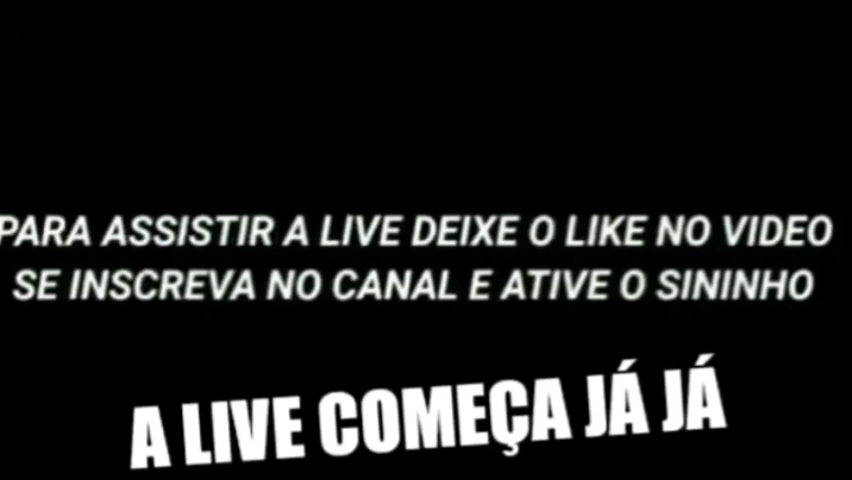 PARA ASSISTIR A LIVE DEIXE O LIKE NO VIDEO
SE INSCREVA NO CANAL E ATIVE O SININHO
A LIVE COMEÇA JÁ JÁ